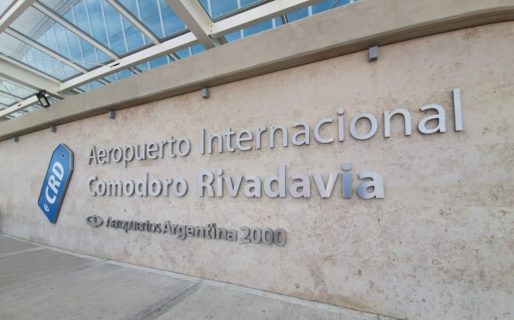 CRD
Aeropuerto Internacional
Comodoro Rivadavia
Aeropuertos Argentina 2000